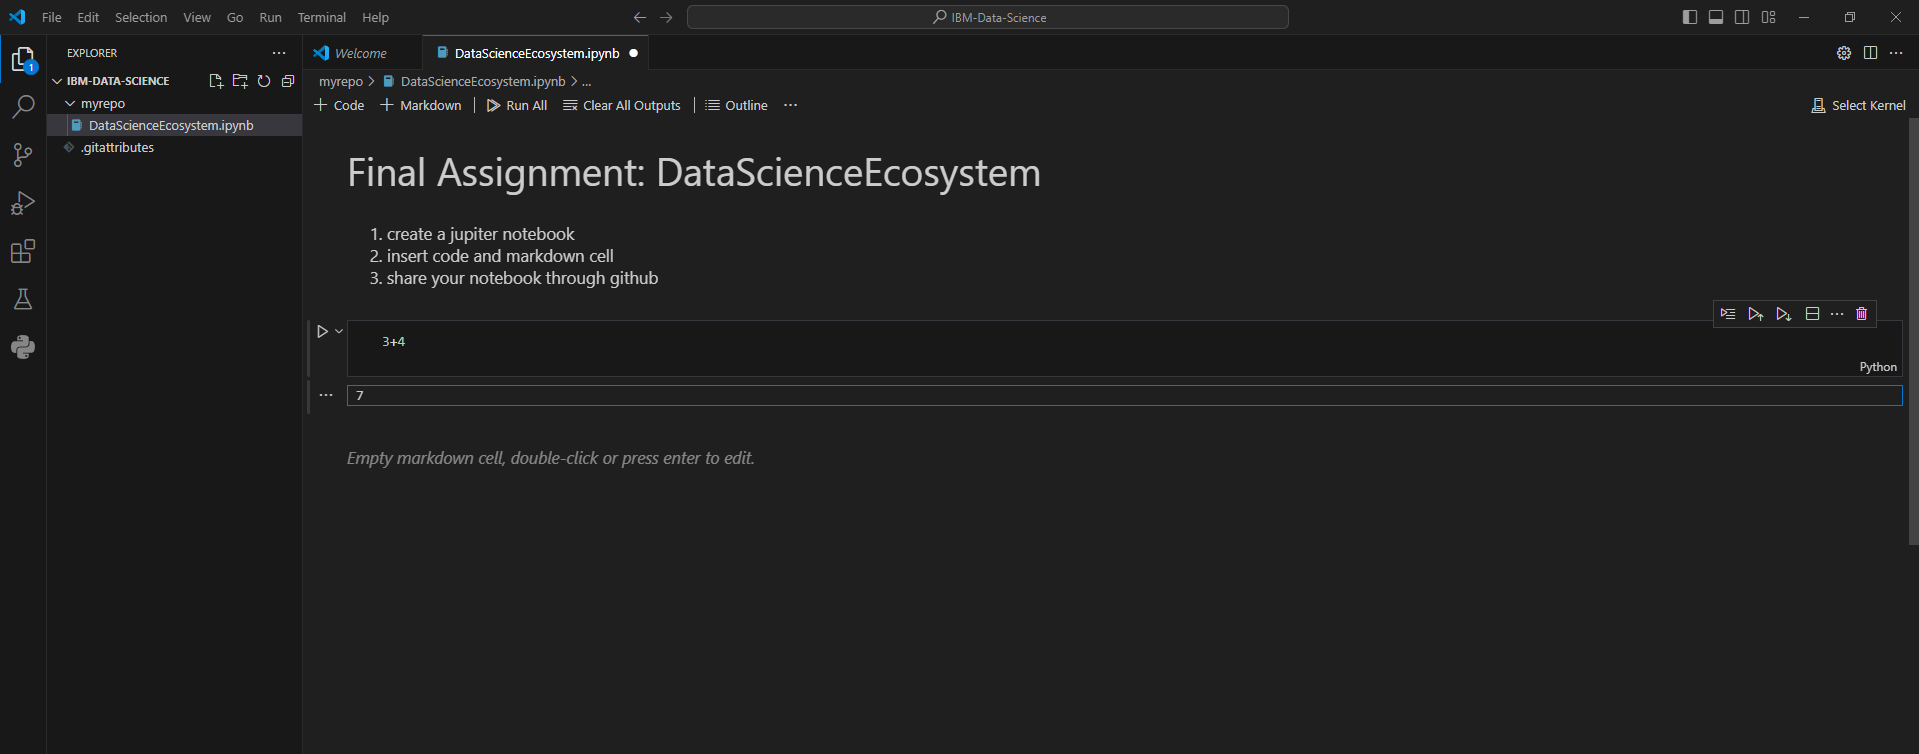 File Edit Selection View Go Run Terminal Help
IBM-Data-Science
EXPLORER
1
IBM-DATA-SCIENCE
myrepo
DataScienceEcosystem.ipynb
.gitattributes
Welcome
DataScienceEcosystem.ipynb
myrepo > DataScienceEcosystem.ipynb > ...
Code Markdown Run All Clear All Outputs Outline ...
Select Kernel
Final Assignment: DataScienceEcosystem
1. create a jupiter notebook
2. insert code and markdown cell
3. share your notebook through github
3+4
Python
7
Empty markdown cell, double-click or press enter to edit.